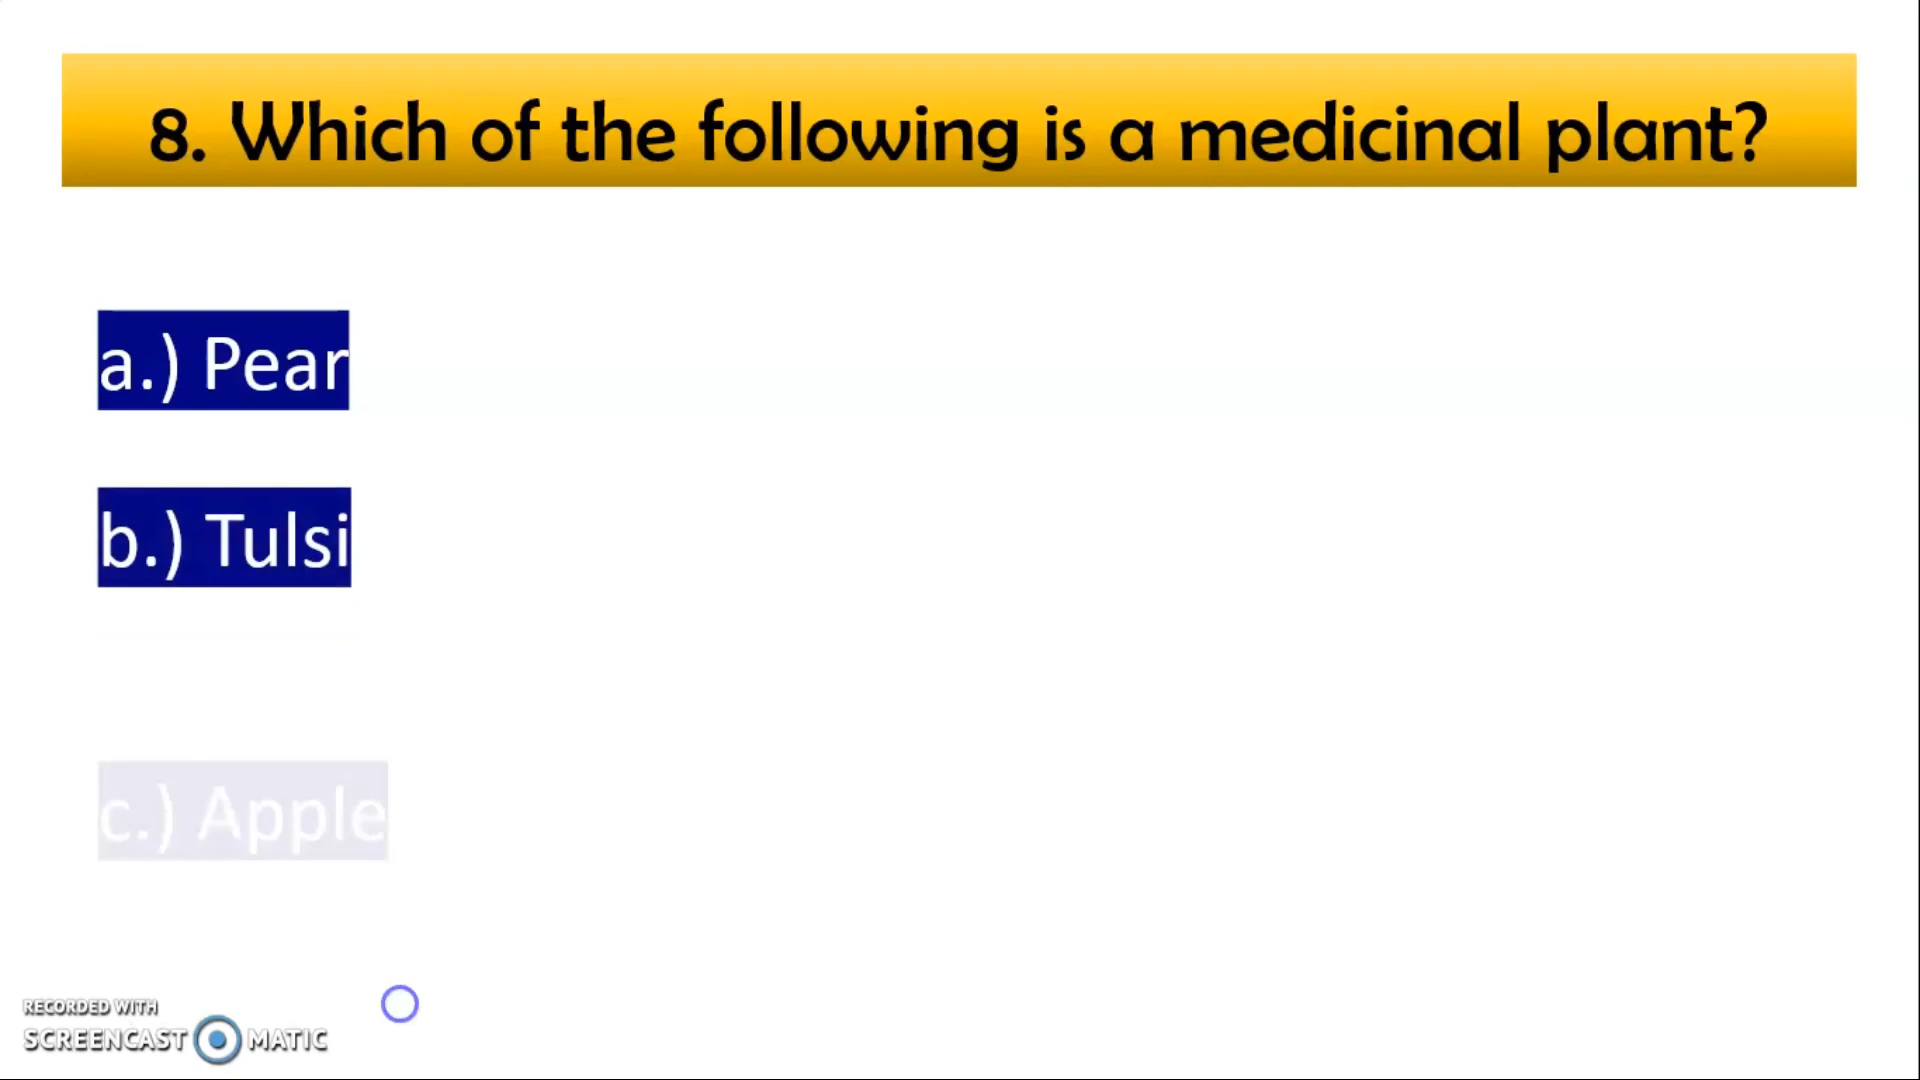 8. Which of the following is a medicinal plant?
a.) Pear
b.) Tulsi
c.) Apple
RECORDED WITH
SCREENCAST MATIC